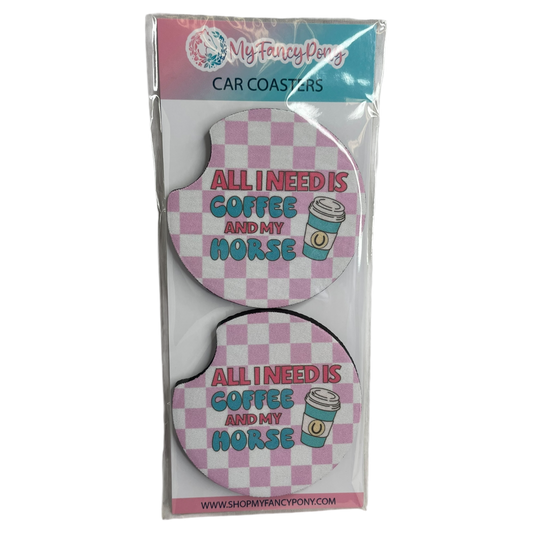 MyFancyPony
CAR COASTERS
ALL I NEED IS
COFFEE
AND MY
HORSE
ALL I NEED IS
COFFEE
AND MY
HORSE
WWW.SHOPMYFANCYPONY.COM